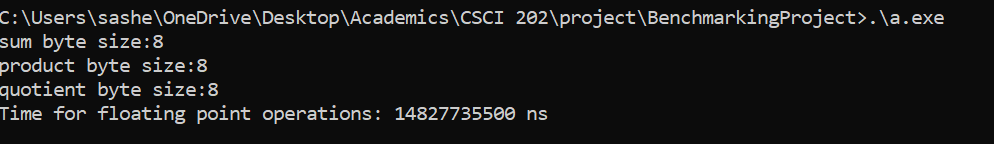 C:\Users\sashe\OneDrive\Desktop\Academics\CSCI 202\project\BenchmarkingProject>.\a.exe
sum byte size:8
product byte size:8
quotient byte size:8
Time for floating point operations: 14827735500 ns